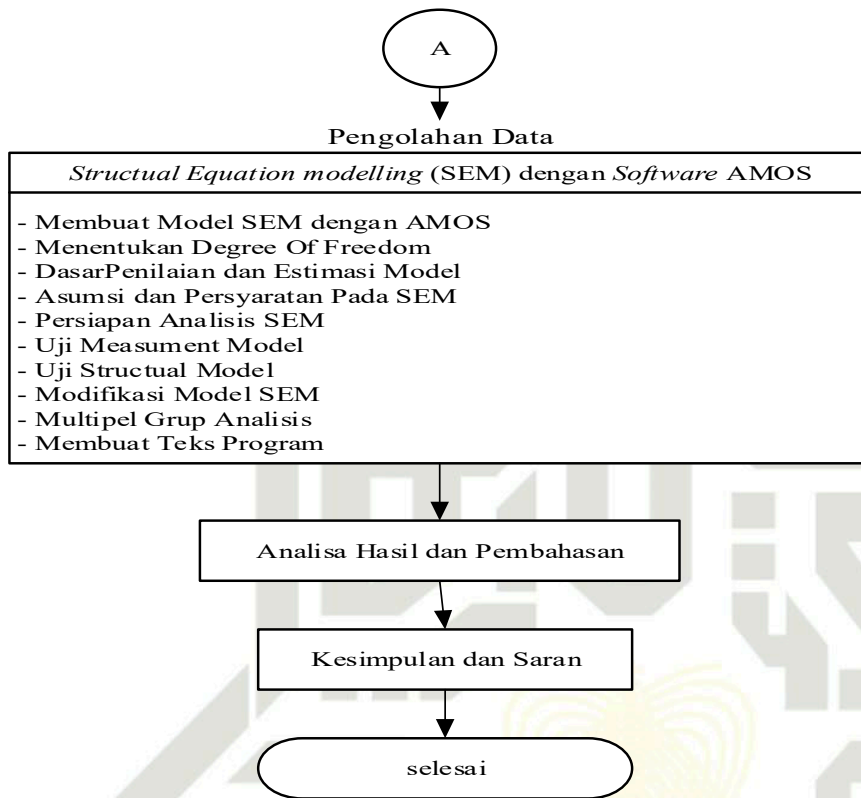 A
Pengolahan Data
Structual Equation modelling (SEM) dengan Software AMOS
- Membuat Model SEM dengan AMOS
- Menentukan Degree Of Freedom
- DasarPenilaian dan Estimasi Model
- Asumsi dan Persyaratan Pada SEM
- Persiapan Analisis SEM
- Uji Measument Model
- Uji Structual Model
- Modifikasi Model SEM
- Multipel Grup Analisis
- Membuat Teks Program
Analisa Hasil dan Pembahasan
Kesimpulan dan Saran
selesai